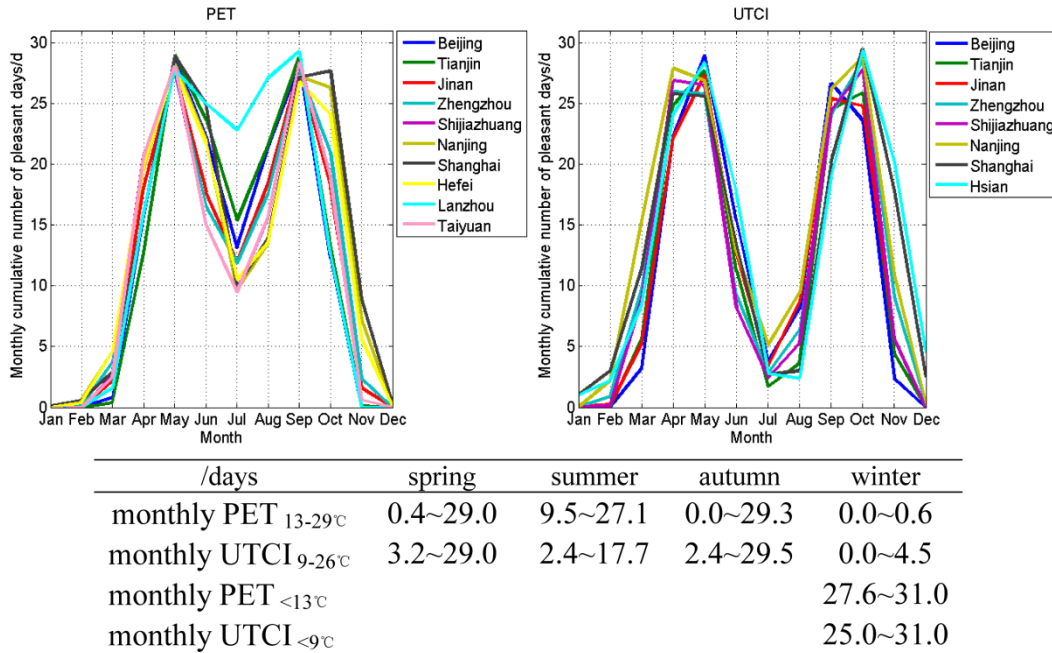 PET
Monthly cumulative number of pleasant days/d
30
25
20
15
10
5
0
Jan Feb Mar Apr May Jun Jul Aug Sep Oct Nov Dec
Month
Beijing
Tianjin
Jinan
Zhengzhou
Shijiazhuang
Nanjing
Shanghai
Hefei
Lanzhou
Taiyuan
UTCI
Monthly cumulative number of pleasant days/d
30
25
20
15
10
5
0
Jan Feb Mar Apr May Jun Jul Aug Sep Oct Nov Dec
Month
Beijing
Tianjin
Jinan
Zhengzhou
Shijiazhuang
Nanjing
Shanghai
Hsian
/days spring summer autumn winter
monthly PET 13-29℃ 0.4~29.0 9.5~27.1 0.0~29.3 0.0~0.6
monthly UTCI 9-26℃ 3.2~29.0 2.4~17.7 2.4~29.5 0.0~4.5
monthly PET <13℃ 27.6~31.0
monthly UTCI <9℃ 25.0~31.0